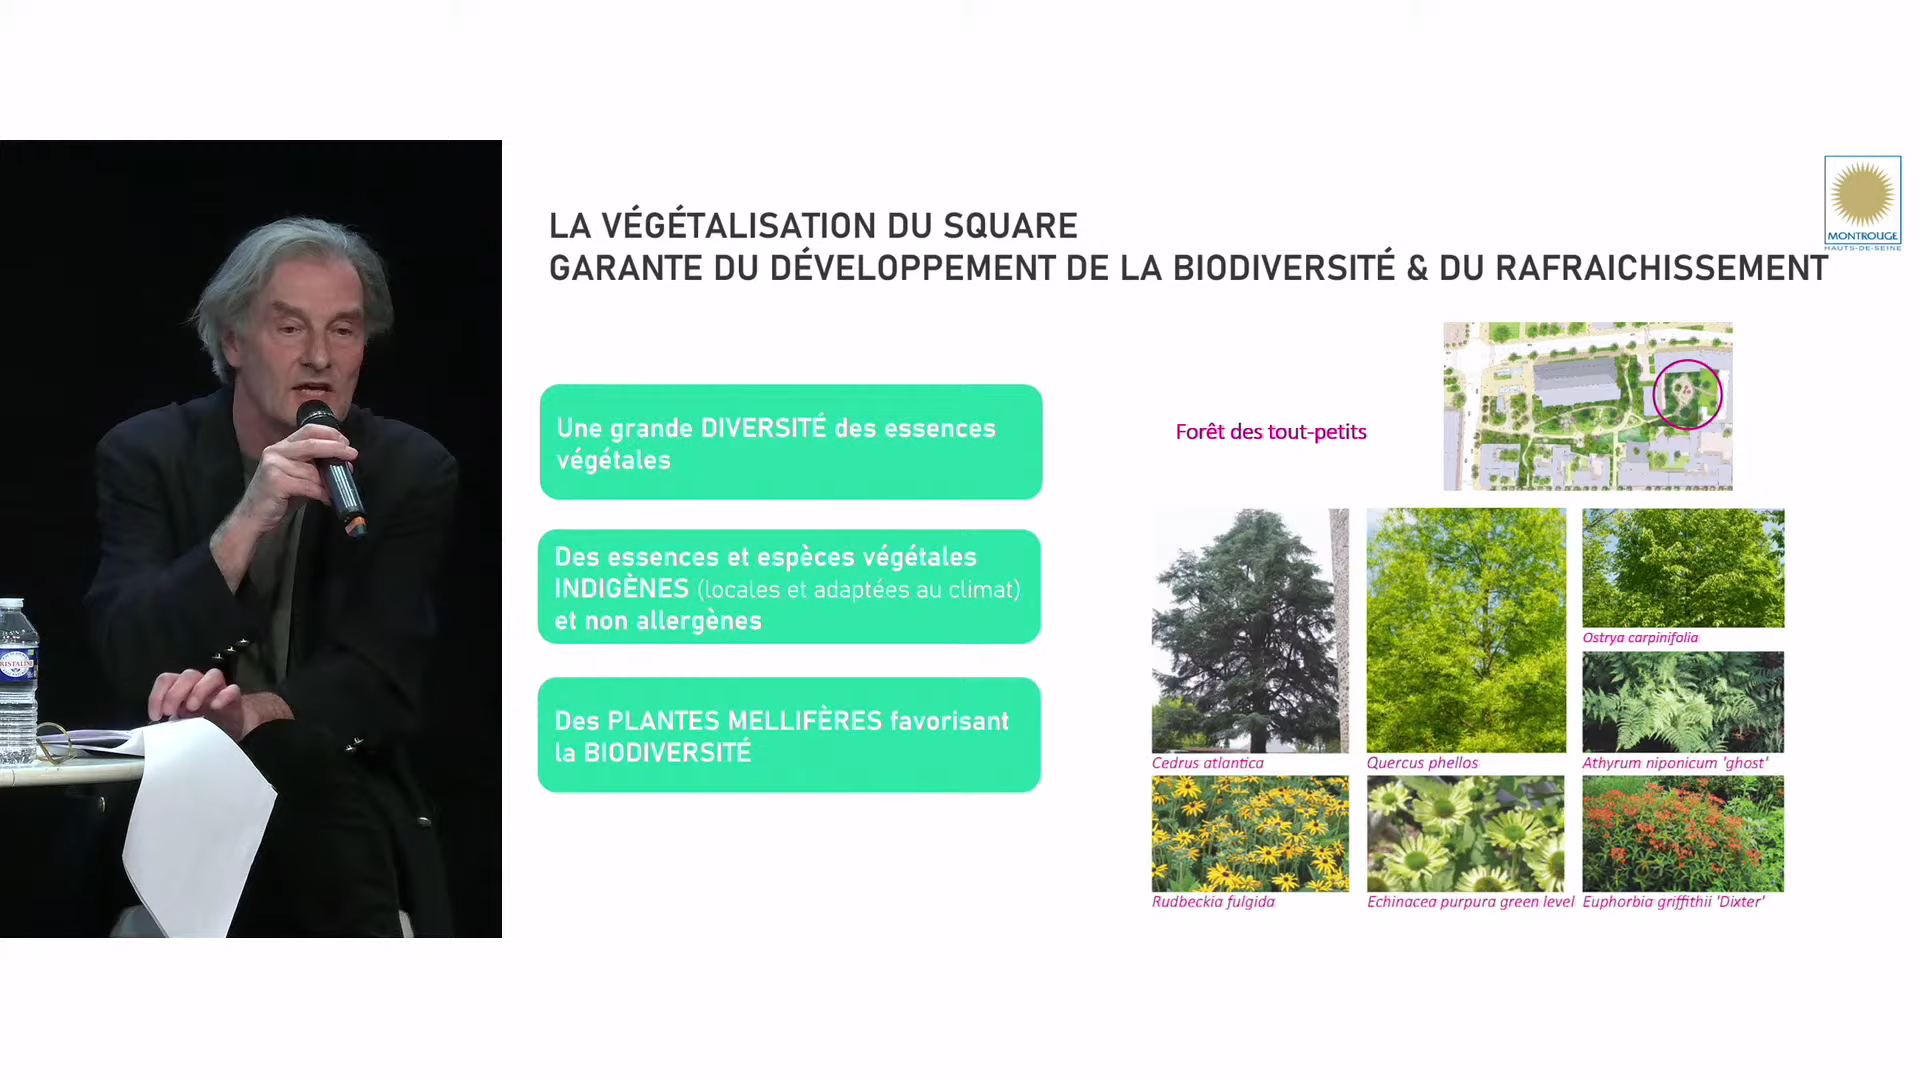 MONTROUGE
HAUTS-DE-SEINE
LA VÉGÉTALISATION DU SQUARE
GARANTE DU DÉVELOPPEMENT DE LA BIODIVERSITÉ & DU RAFRAICHISSEMENT
Une grande DIVERSITÉ des essences
végétales
Des essences et espèces végétales
INDIGÈNES (locales et adaptées au climat)
et non allergènes
Des PLANTES MELLIFÈRES favorisant
la BIODIVERSITÉ
Forêt des tout-petits
Ostrya carpinifolia
Cedrus atlantica
Quercus phellos
Athyrum niponicum 'ghost'
Rudbeckia fulgida
Echinacea purpura green level
Euphorbia griffithii 'Dixter'